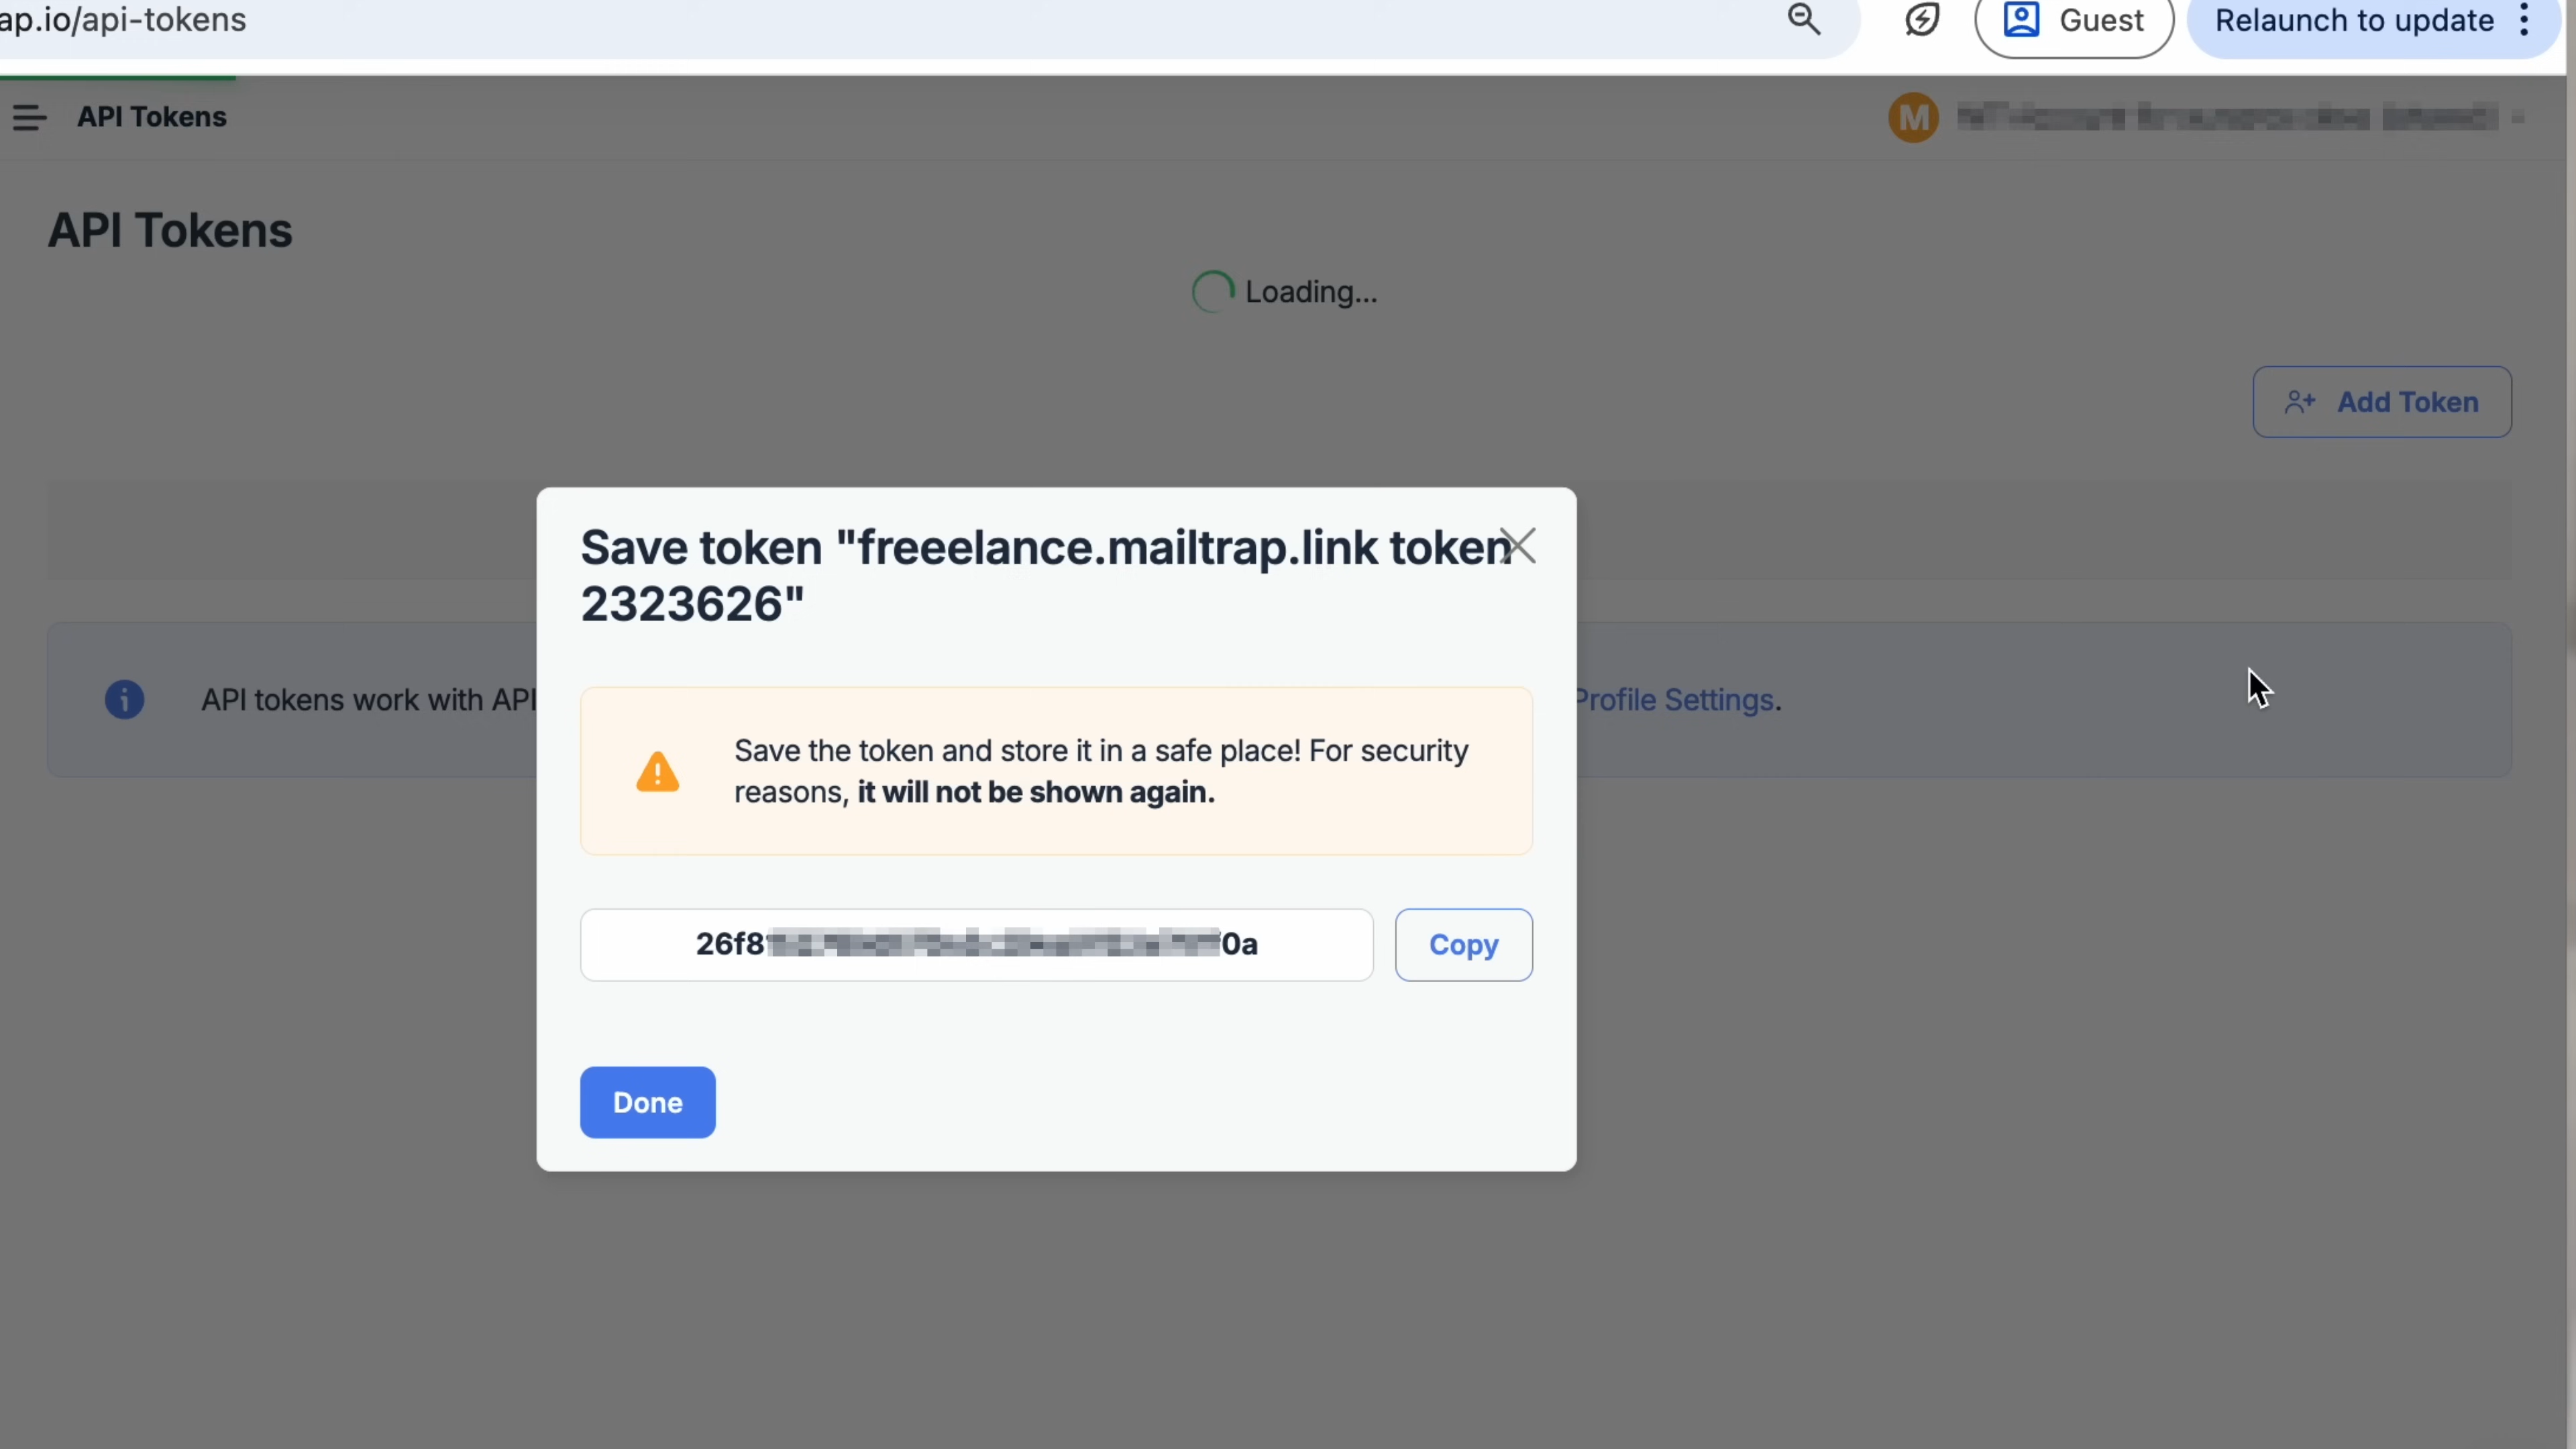 ap.io/api-tokens
Guest
Relaunch to update
API Tokens
M
API Tokens
Loading...
Add Token
Save token "freeelance.mailtrap.link token
2323626"
API tokens work with API
Profile Settings.
Save the token and store it in a safe place! For security
reasons, it will not be shown again.
26f8
0a
Copy
Done